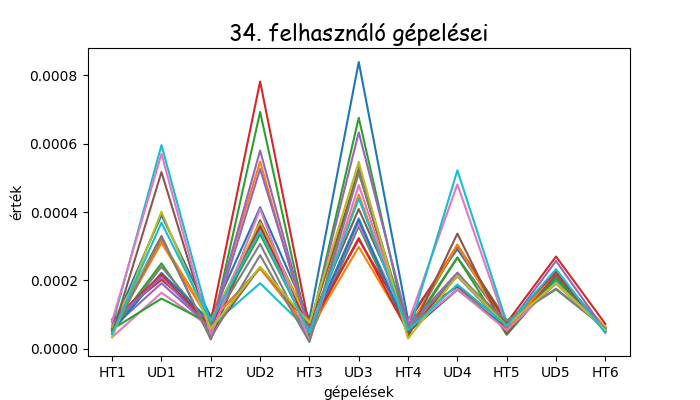 34. felhasználó gépelései
érték
0.0008
0.0006
0.0004
0.0002
0.0000
HT1 UD1 HT2 UD2 HT3 UD3 HT4 UD4 HT5 UD5 HT6
gépelések